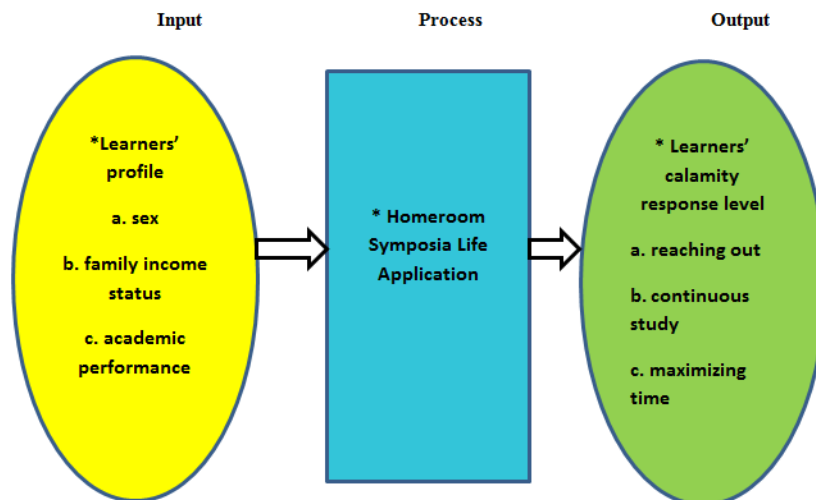 Input
Process
Output
*Learners’
profile
a. sex
b. family income
status
c. academic
performance
* Homeroom
Symposia Life
Application
* Learners’
calamity
response level
a. reaching out
b. continuous
study
c. maximizing
time